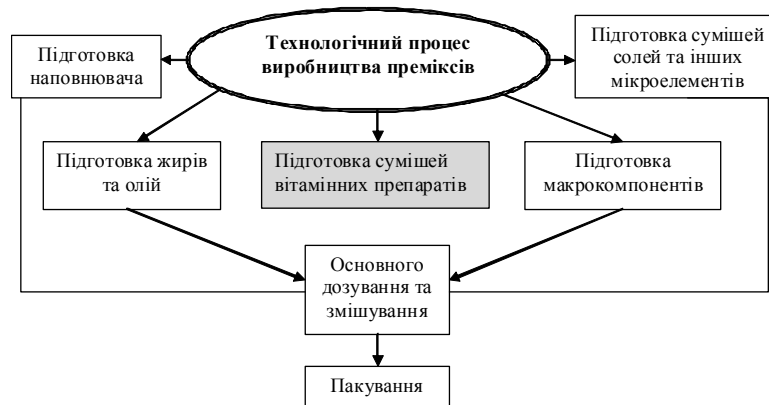 Технологічний процес
виробництва преміксів
Підготовка
наповнювача
Підготовка сумішей
солей та інших
мікроелементів
Підготовка жирів
та олій
Підготовка сумішей
вітамінних препаратів
Підготовка
макрокомпонентів
Основного
дозування та
змішування
Пакування